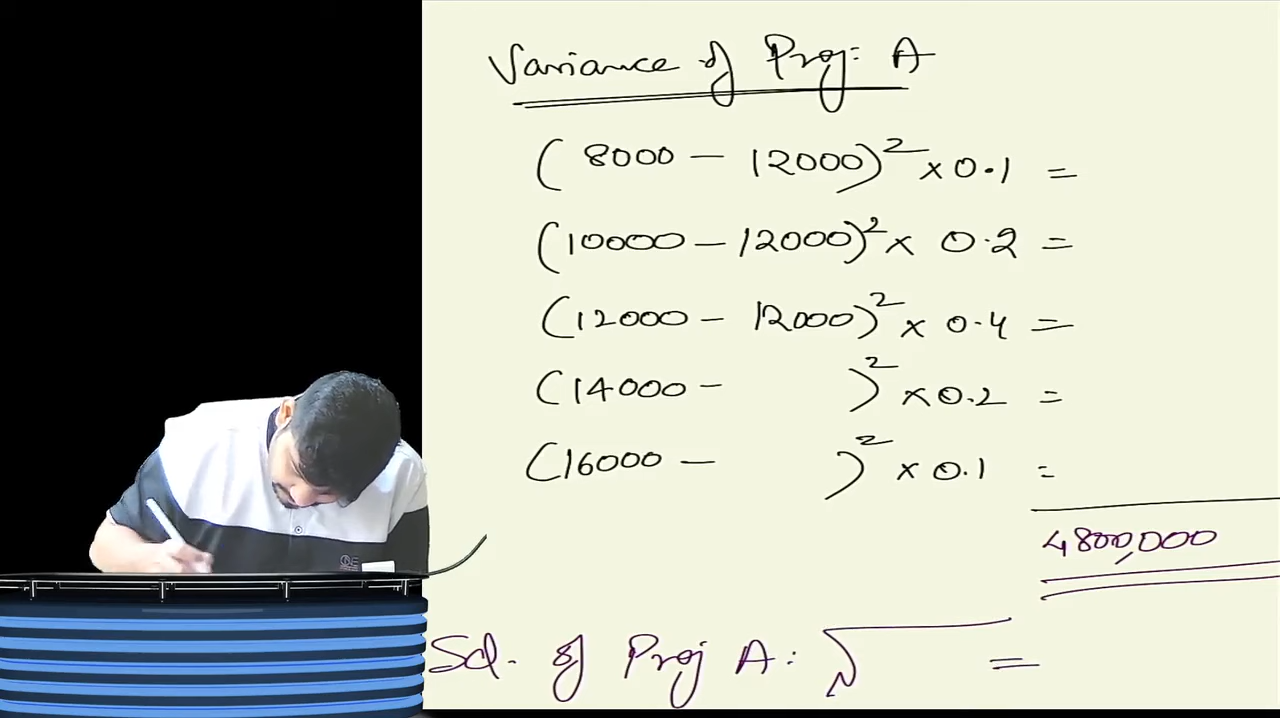 Variance of Proj: A
(8000 - 12000)² × 0.1 =
(10000 - 12000)² × 0.2 =
(12000 - 12000)² × 0.4 =
(14000 - )² × 0.2 =
(16000 - )² × 0.1 =
4800,000
Sd. of Proj A: √ =